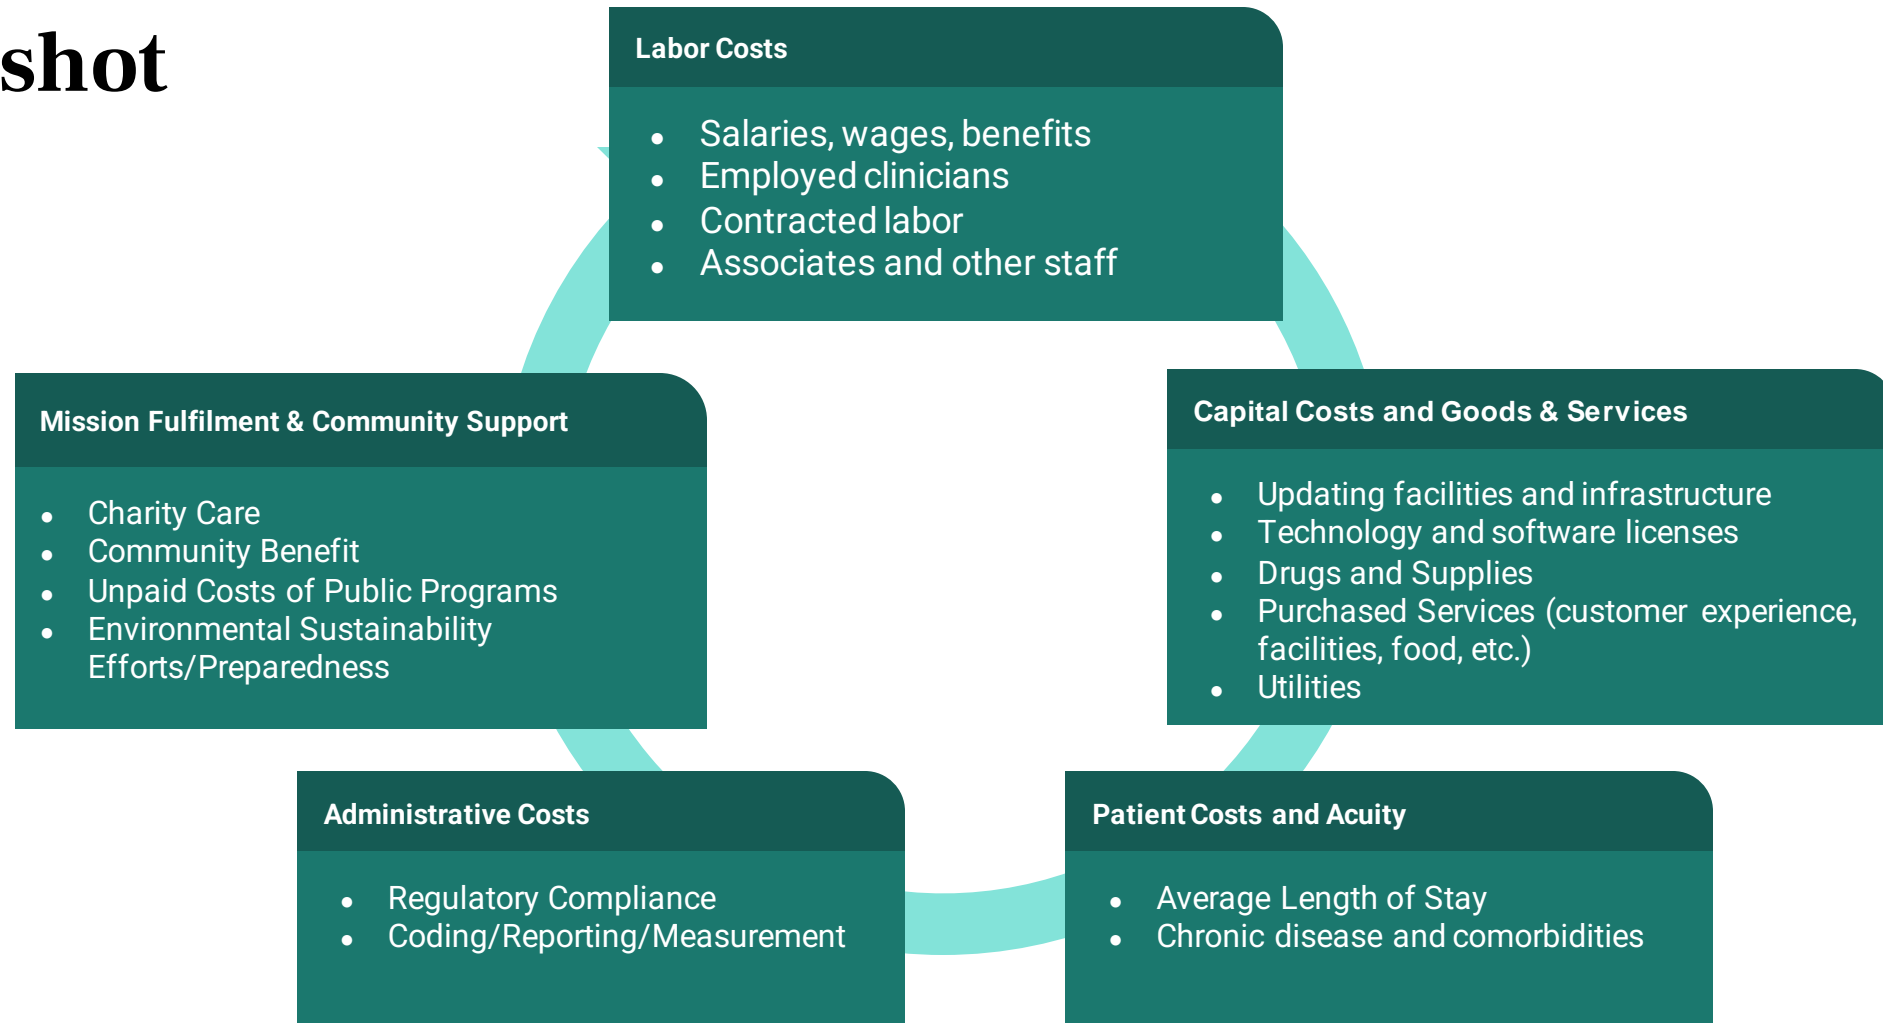 shot
Labor Costs
• Salaries, wages, benefits
• Employed clinicians
• Contracted labor
• Associates and other staff
Mission Fulfilment & Community Support
• Charity Care
• Community Benefit
• Unpaid Costs of Public Programs
• Environmental Sustainability
Efforts/Preparedness
Capital Costs and Goods & Services
• Updating facilities and infrastructure
• Technology and software licenses
• Drugs and Supplies
• Purchased Services (customer experience,
facilities, food, etc.)
• Utilities
Administrative Costs
• Regulatory Compliance
• Coding/Reporting/Measurement
Patient Costs and Acuity
• Average Length of Stay
• Chronic disease and comorbidities